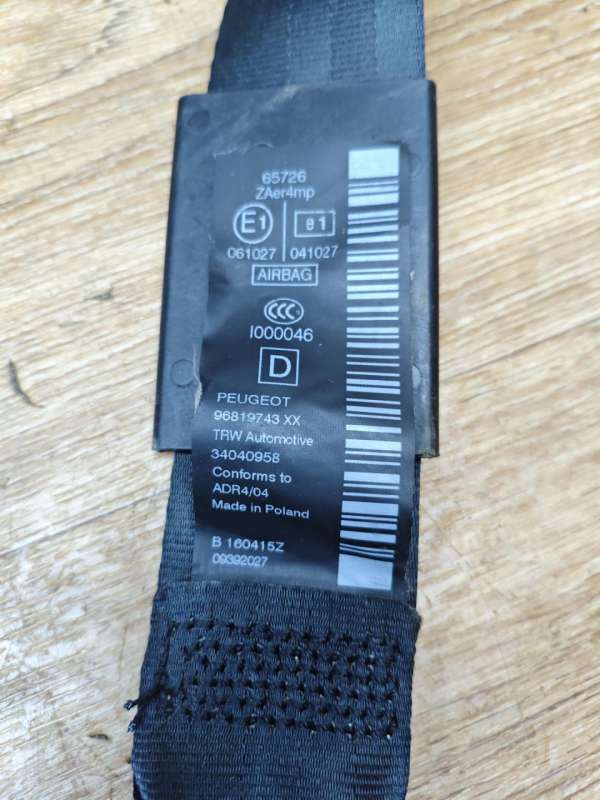 65726
ZAer4mp
E1 e1
061027 041027
AIRBAG
CCC
I000046
D
PEUGEOT
96819743 XX
TRW Automotive
34040958
Conforms to
ADR4/04
Made in Poland
B 160415Z
09392027